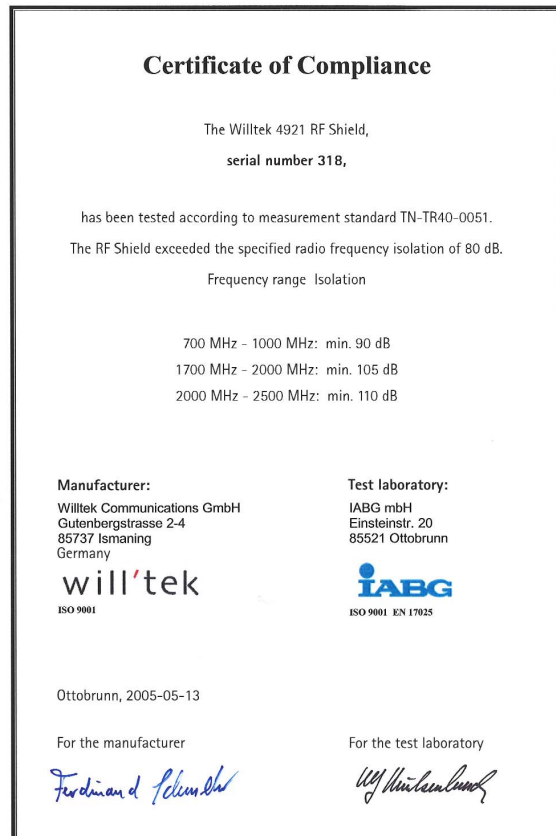 Certificate of Compliance
The Willtek 4921 RF Shield,
serial number 318,
has been tested according to measurement standard TN-TR40-0051.
The RF Shield exceeded the specified radio frequency isolation of 80 dB.
Frequency range Isolation
700 MHz - 1000 MHz: min. 90 dB
1700 MHz - 2000 MHz: min. 105 dB
2000 MHz - 2500 MHz: min. 110 dB
Manufacturer:
Willtek Communications GmbH
Gutenbergstrasse 2-4
85737 Ismaning
Germany
will'tek
ISO 9001
Test laboratory:
IABG mbH
Einsteinstr. 20
85521 Ottobrunn
IABG
ISO 9001 EN 17025
Ottobrunn, 2005-05-13
For the manufacturer
Ferdinand
For the test laboratory